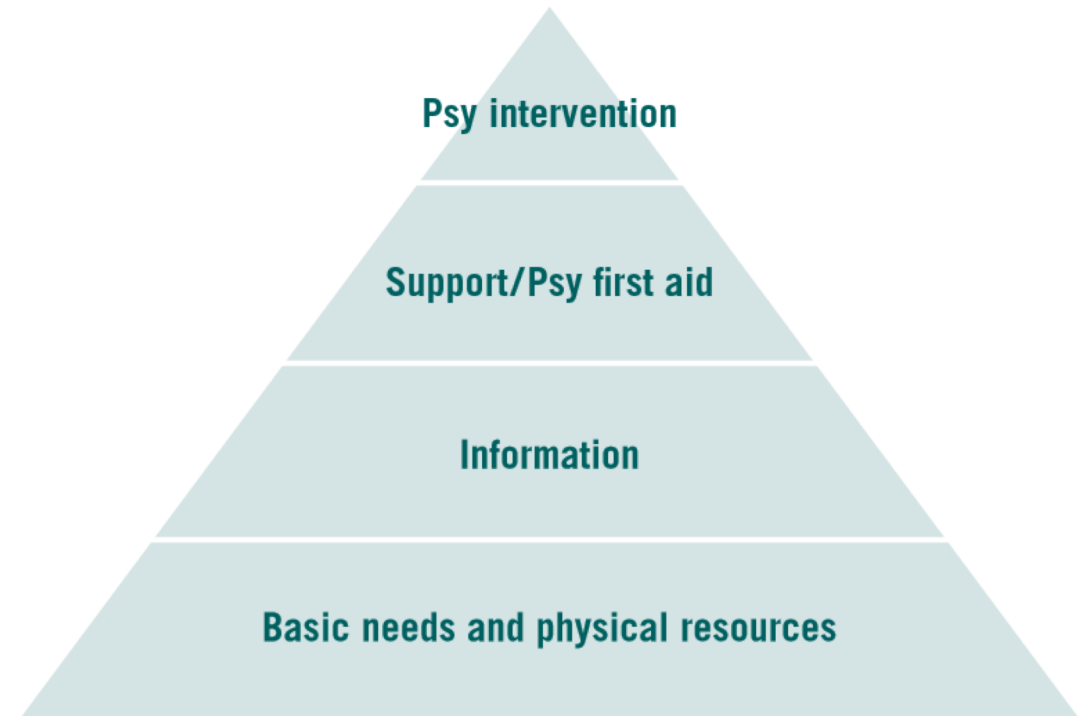 Psy intervention
Support/Psy first aid
Information
Basic needs and physical resources